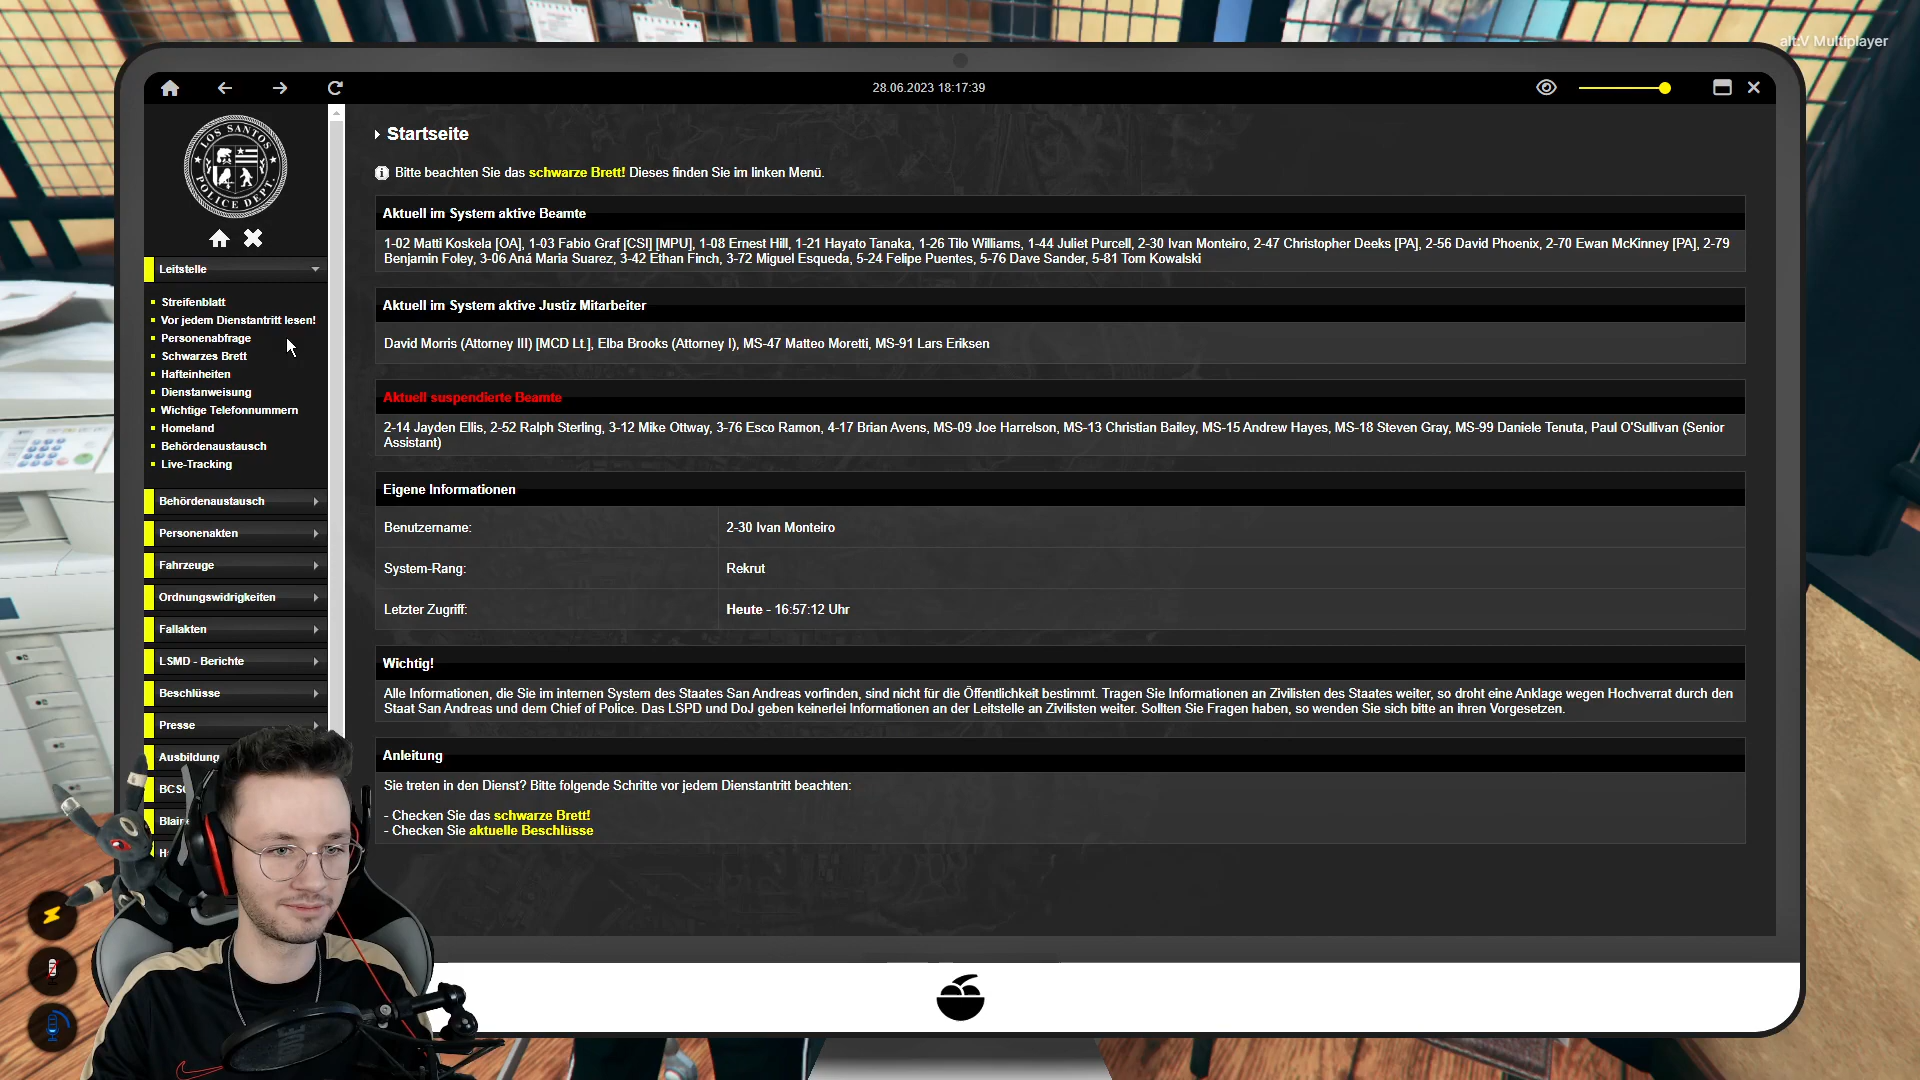 alt:V Multiplayer
28.06.2023 18:17:39
LOS SANTOS
POLICE DEPT.
Leitstelle
Streifenblatt
Vor jedem Dienstantritt lesen!
Personenabfrage
Schwarzes Brett
Hafteinheiten
Dienstanweisung
Wichtige Telefonnummern
Homeland
Behördenaustausch
Live-Tracking
Behördenaustausch
Personenakten
Fahrzeuge
Ordnungswidrigkeiten
Fallakten
LSMD - Berichte
Beschlüsse
Presse
Ausbildung
Startseite
Bitte beachten Sie das schwarze Brett! Dieses finden Sie im linken Menü.
Aktuell im System aktive Beamte
1-02 Matti Koskela [OA], 1-03 Fabio Graf [CSI] [MPU], 1-08 Ernest Hill, 1-21 Hayato Tanaka, 1-26 Tilo Williams, 1-44 Juliet Purcell, 2-30 Ivan Monteiro, 2-47 Christopher Deeks [PA], 2-56 David Phoenix, 2-70 Ewan McKinney [PA], 2-79
Benjamin Foley, 3-06 Aná Maria Suarez, 3-42 Ethan Finch, 3-72 Miguel Esqueda, 5-24 Felipe Puentes, 5-76 Dave Sander, 5-81 Tom Kowalski
Aktuell im System aktive Justiz Mitarbeiter
David Morris (Attorney III) [MCD Lt.], Elba Brooks (Attorney I), MS-47 Matteo Moretti, MS-91 Lars Eriksen
Aktuell suspendierte Beamte
2-14 Jayden Ellis, 2-52 Ralph Sterling, 3-12 Mike Ottway, 3-76 Esco Ramon, 4-17 Brian Avens, MS-09 Joe Harrelson, MS-13 Christian Bailey, MS-15 Andrew Hayes, MS-18 Steven Gray, MS-99 Daniele Tenuta, Paul O'Sullivan (Senior
Assistant)
Eigene Informationen
Benutzername: 2-30 Ivan Monteiro
System-Rang: Rekrut
Letzter Zugriff: Heute - 16:57:12 Uhr
Wichtig!
Alle Informationen, die Sie im internen System des Staates San Andreas vorfinden, sind nicht für die Öffentlichkeit bestimmt. Tragen Sie Informationen an Zivilisten des Staates weiter, so droht eine Anklage wegen Hochverrat durch den
Staat San Andreas und dem Chief of Police. Das LSPD und DoJ geben keinerlei Informationen an der Leitstelle an Zivilisten weiter. Sollten Sie Fragen haben, so wenden Sie sich bitte an ihren Vorgesetzen.
Anleitung
Sie treten in den Dienst? Bitte folgende Schritte vor jedem Dienstantritt beachten:
- Checken Sie das schwarze Brett!
- Checken Sie aktuelle Beschlüsse